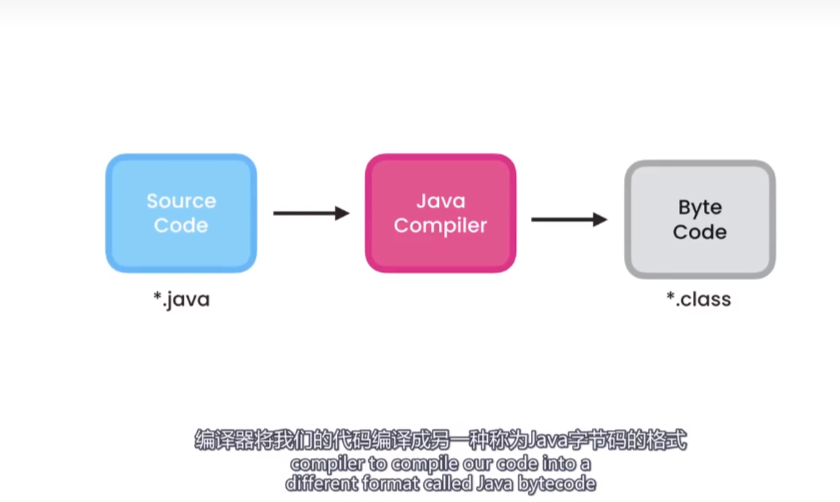 Source
Code
Java
Compiler
Byte
Code
*.java
*.class
编译器将我们的代码编译成另一种称为Java字节码的格式
compiler to compile our code into a
different format called Java bytecode